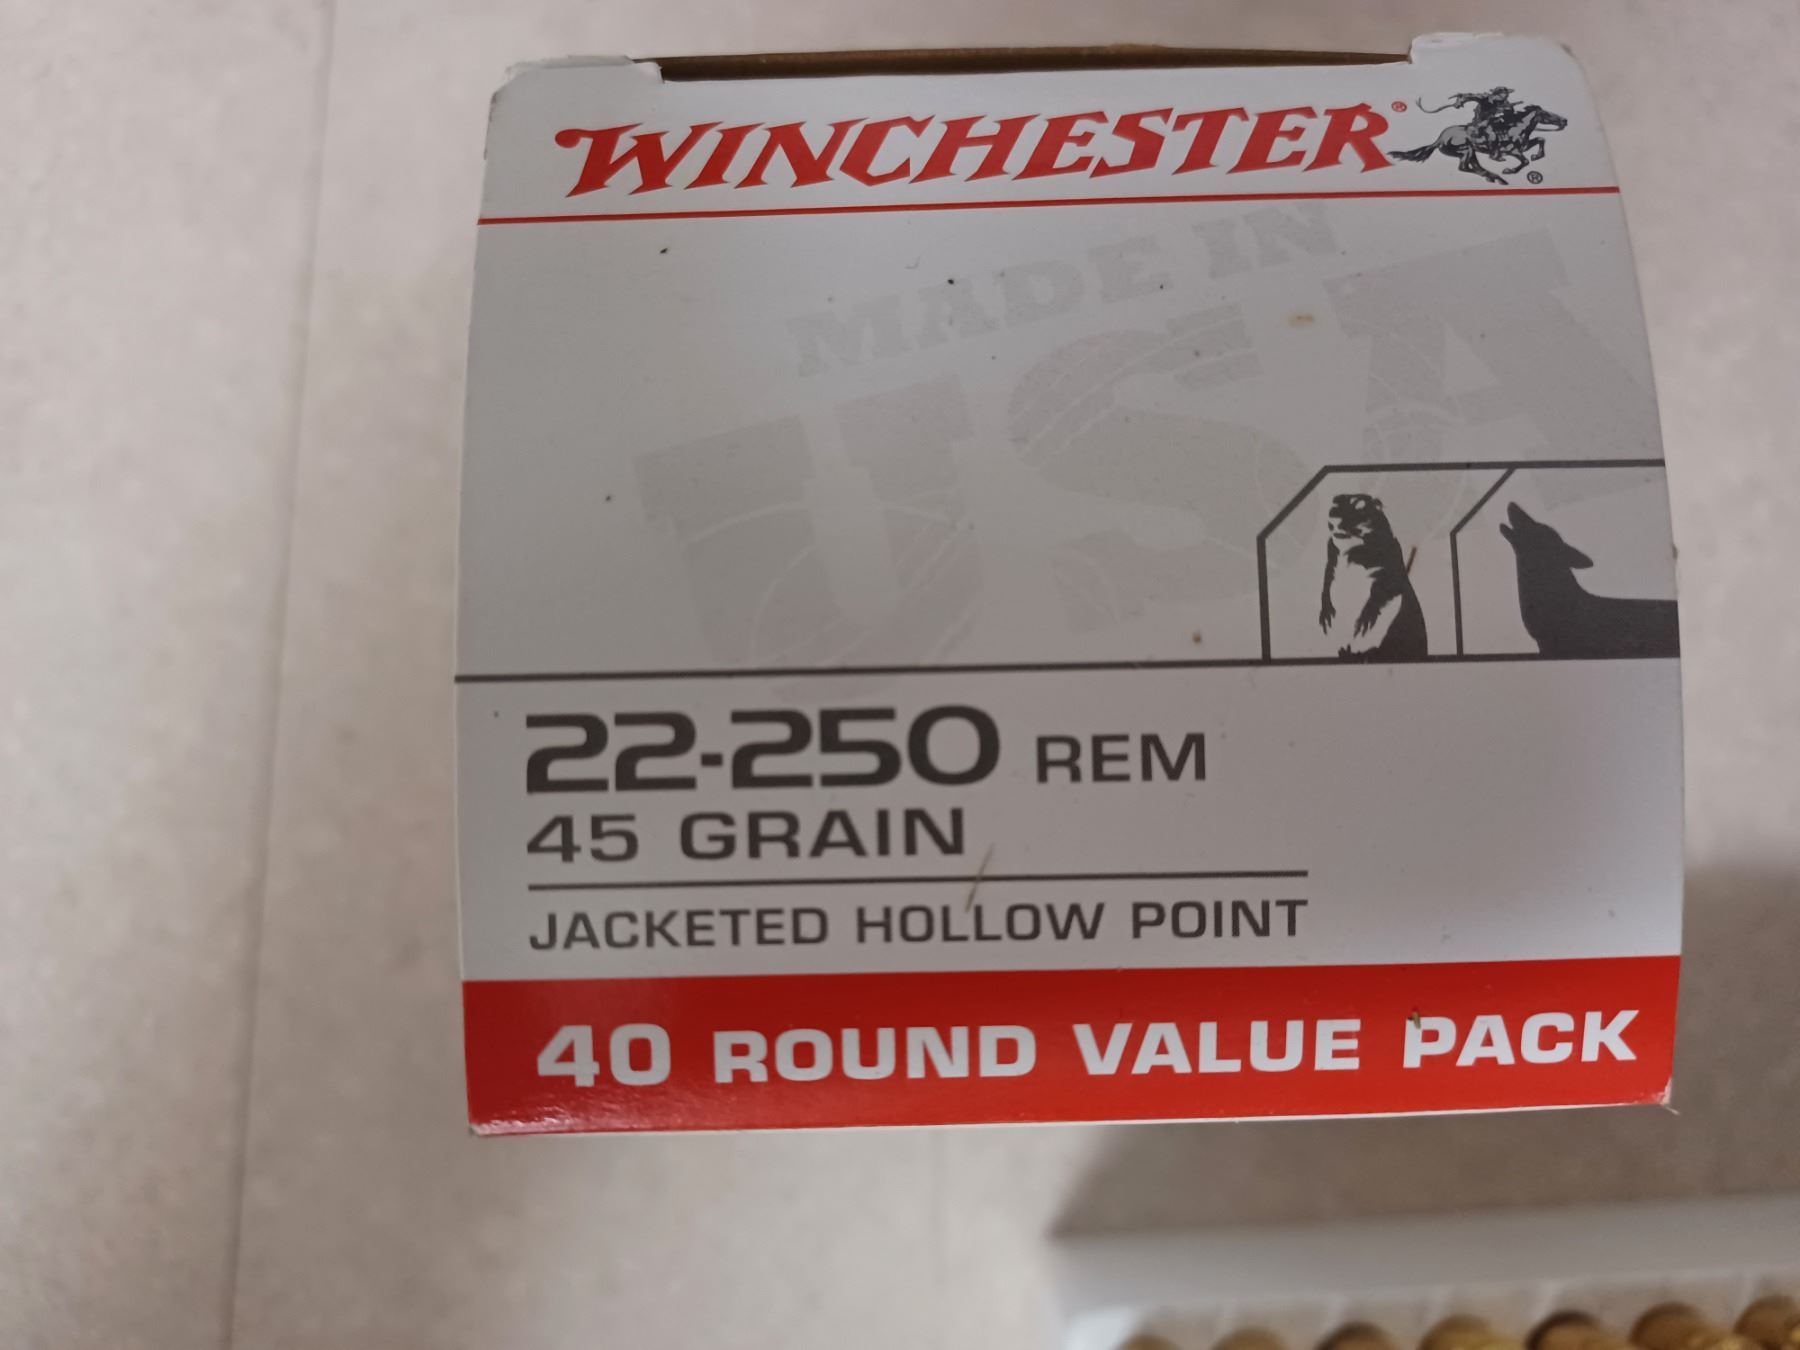 WINCHESTER®
®
MADE IN
USA
22-250 REM
45 GRAIN
JACKETED HOLLOW POINT
40 ROUND VALUE PACK